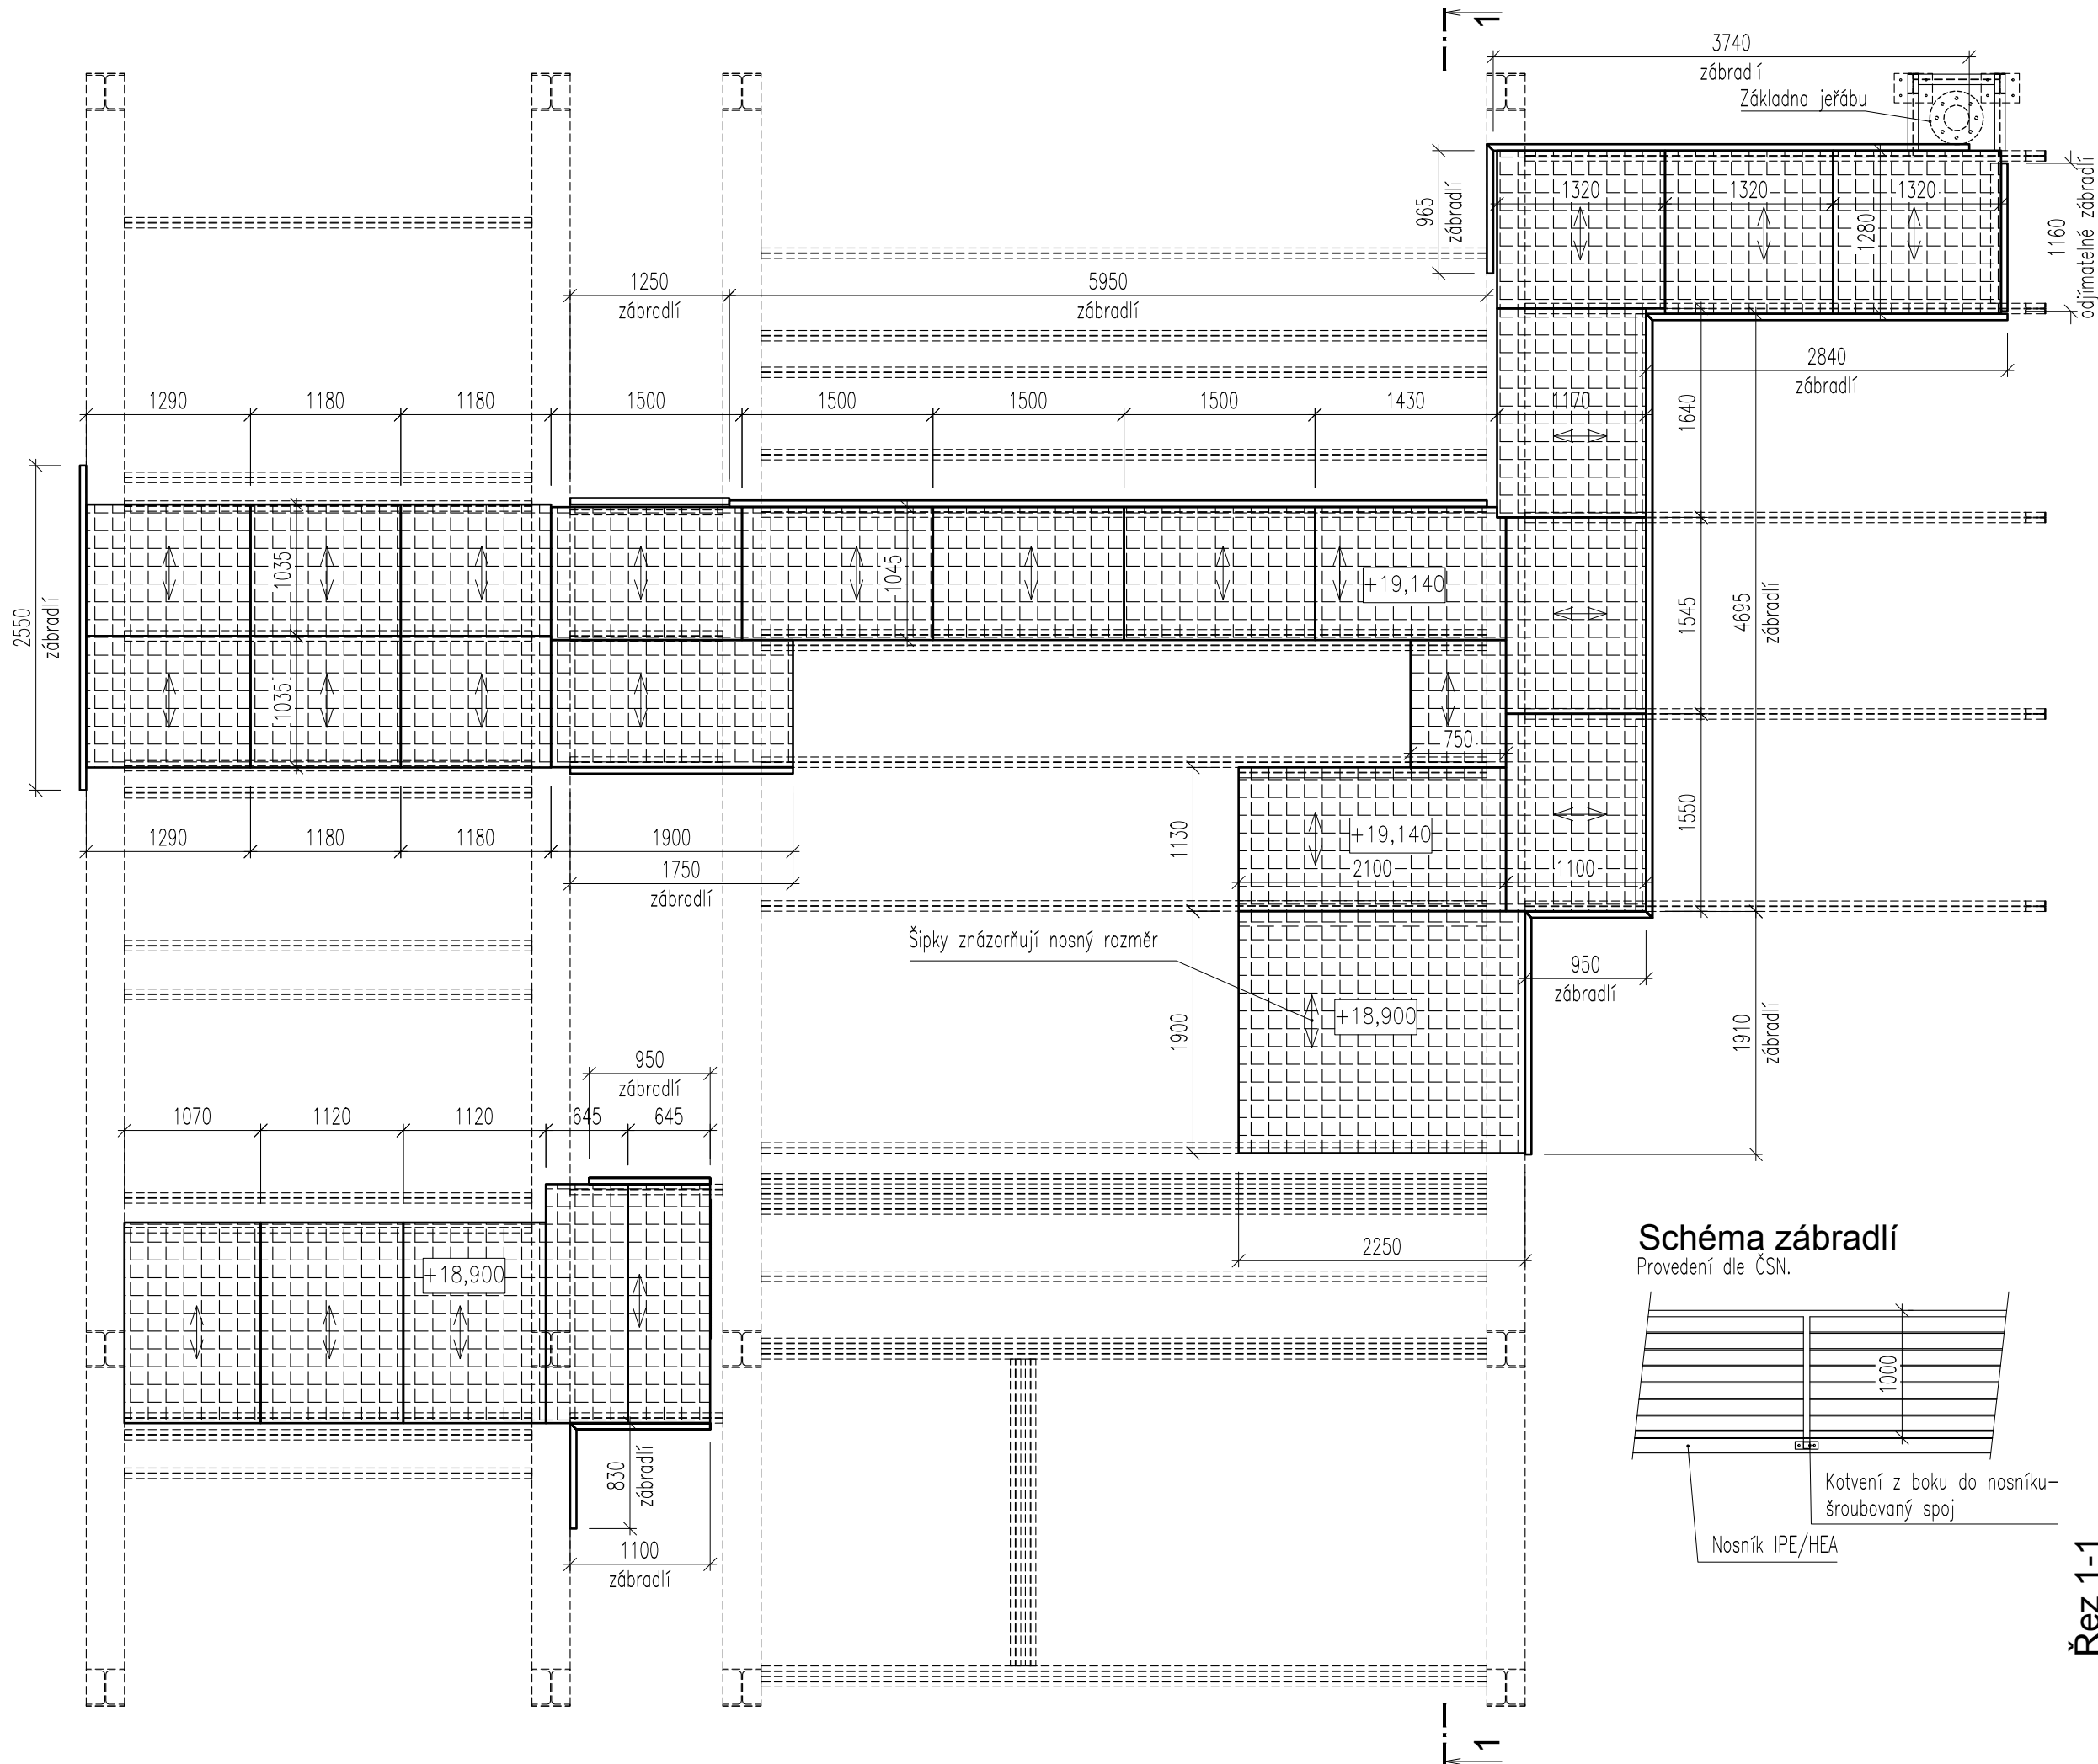 1
3740
zábradlí
Základna jeřábu
965
zábradlí
1320
1320
1320
1280
1160
odjímatelné zábradlí
1250
zábradlí
5950
zábradlí
2840
zábradlí
1290
1180
1180
1500
1500
1500
1500
1430
1170
1640
2550
zábradlí
1035
1045
+19,140
1545
4695
zábradlí
1035
750
1290
1180
1180
1900
1750
zábradlí
1130
+19,140
2100
1100
1550
Šipky znázorňují nosný rozměr
950
zábradlí
1900
+18,900
1910
zábradlí
950
zábradlí
1070
1120
1120
645
645
2250
+18,900
Schéma zábradlí
Provedení dle ČSN.
1000
830
zábradlí
1100
zábradlí
Kotvení z boku do nosníku-
šroubovaný spoj
Nosník IPE/HEA
Řez 1-1
1